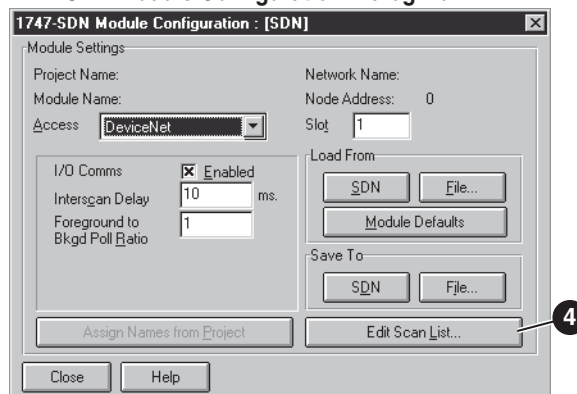 1747-SDN Module Configuration : [SDN]
Module Settings
Project Name:
Network Name:
Module Name:
Node Address: 0
Access DeviceNet
Slot 1
I/O Comms Enabled
Interscan Delay 10 ms.
Foreground to
Bkgd Poll Ratio 1
Load From
SDN File...
Module Defaults
Save To
SDN File...
Assign Names from Project
Edit Scan List...
4
Close Help